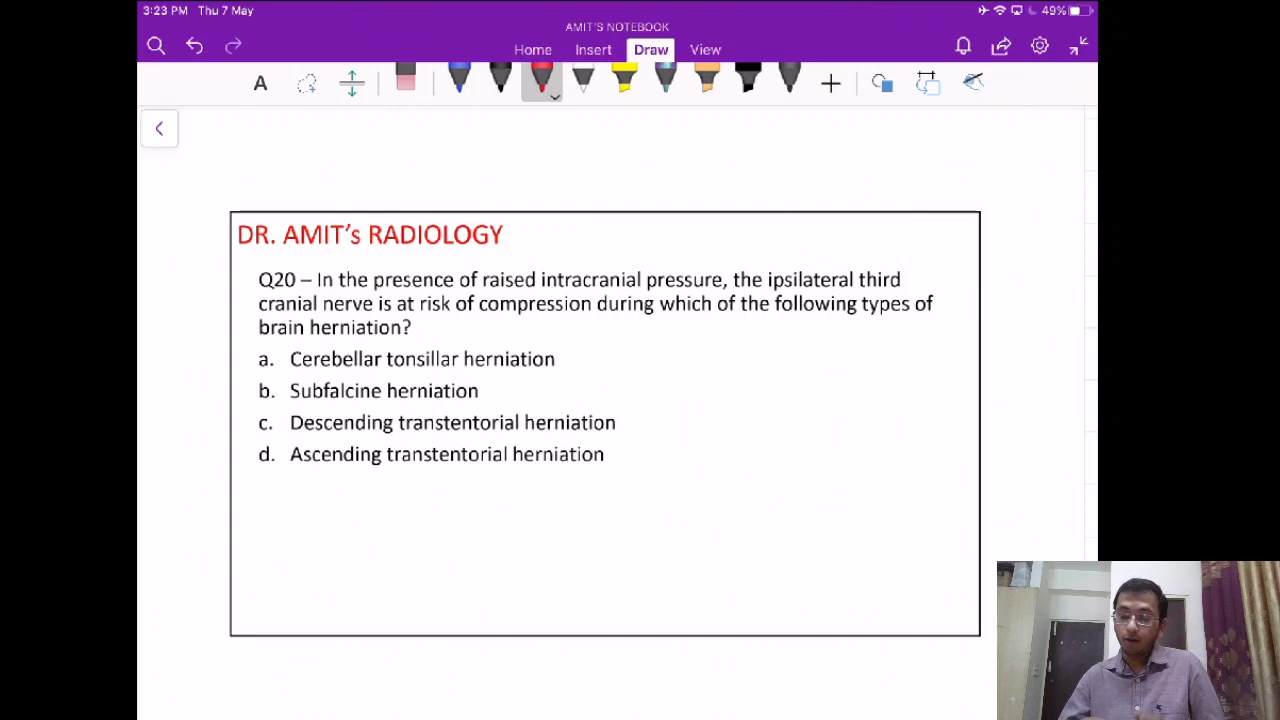 3:23 PM Thu 7 May
49%
AMIT'S NOTEBOOK
Home Insert Draw View
A
DR. AMIT's RADIOLOGY
Q20 – In the presence of raised intracranial pressure, the ipsilateral third
cranial nerve is at risk of compression during which of the following types of
brain herniation?
a. Cerebellar tonsillar herniation
b. Subfalcine herniation
c. Descending transtentorial herniation
d. Ascending transtentorial herniation